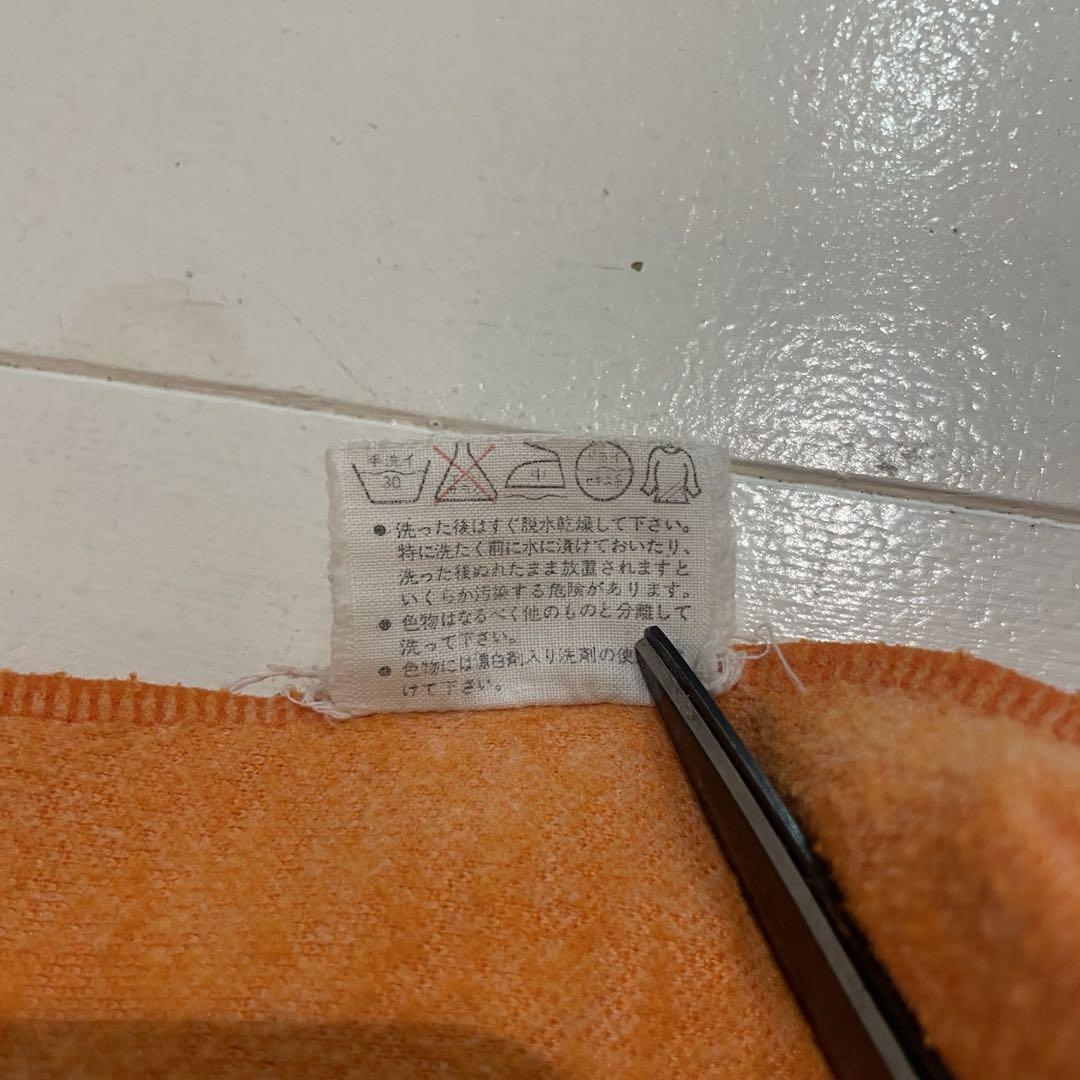 手洗イ
30
● 洗った後はすぐ脱水乾燥して下さい。
特に洗たく前に水に漬けておいたり、
洗った後ぬれたまま放置されますと
いくらか汚染する危険があります。
● 色物はなるべく他のものと分離して
洗って下さい。
● 色物には漂白剤入り洗剤の使
けて下さい。